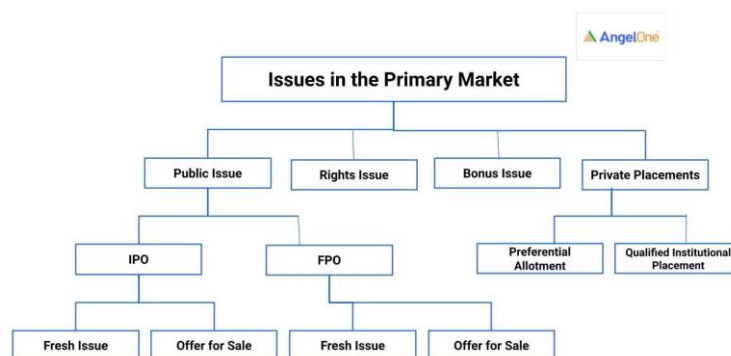 AngelOne
Issues in the Primary Market
Public Issue
Rights Issue
Bonus Issue
Private Placements
IPO
FPO
Preferential
Allotment
Qualified Institutional
Placement
Fresh Issue
Offer for Sale
Fresh Issue
Offer for Sale